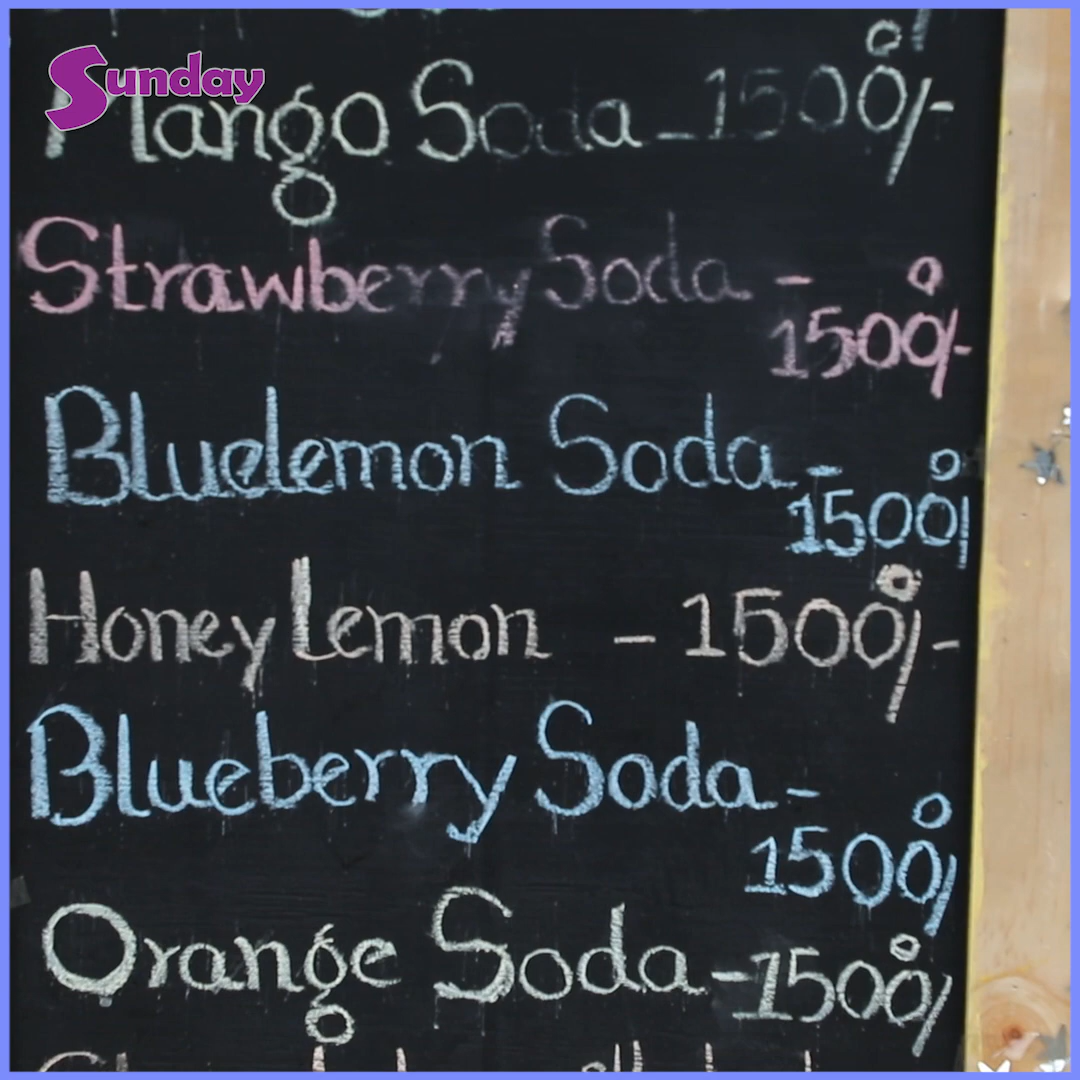 Sunday
Mango Soda - 1500/-
Strawberry Soda -
1500/-
Bluelemon Soda -
1500/
Honey Lemon - 1500/-
Blueberry Soda -
1500/
Orange Soda - 1500/